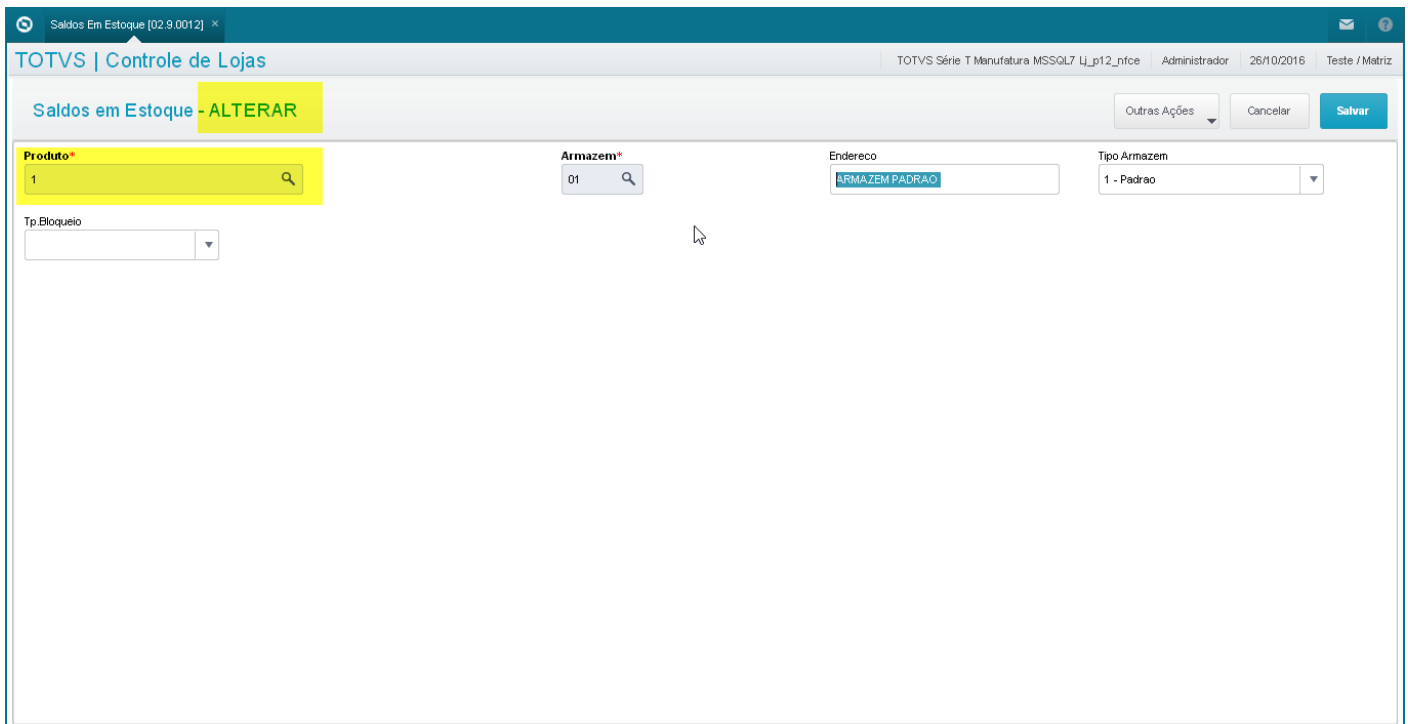 Saldos Em Estoque [02.9.0012] ×
TOTVS | Controle de Lojas
TOTVS Série T Manufatura MSSQL7 Lj_p12_nfce Administrador 26/10/2016 Teste / Matriz
Saldos em Estoque - ALTERAR
Outras Ações Cancelar Salvar
Produto* Armazem* Endereco Tipo Armazem
1 01 ARMAZEM PADRAO 1 - Padrao
Tp.Bloqueio